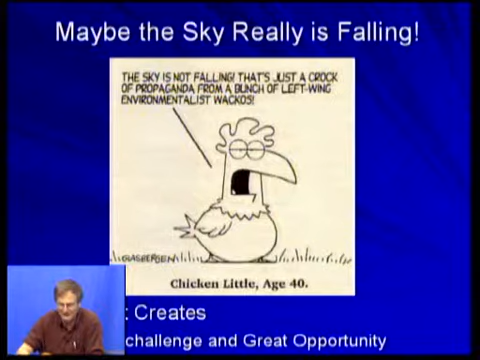 Maybe the Sky Really is Falling!
THE SKY IS NOT FALLING! THAT'S JUST A CROCK
OF PROPAGANDA FROM A BUNCH OF LEFT-WING
ENVIRONMENTALIST WACKOS!
GLASBERGEN
Chicken Little, Age 40.
: Creates
challenge and Great Opportunity